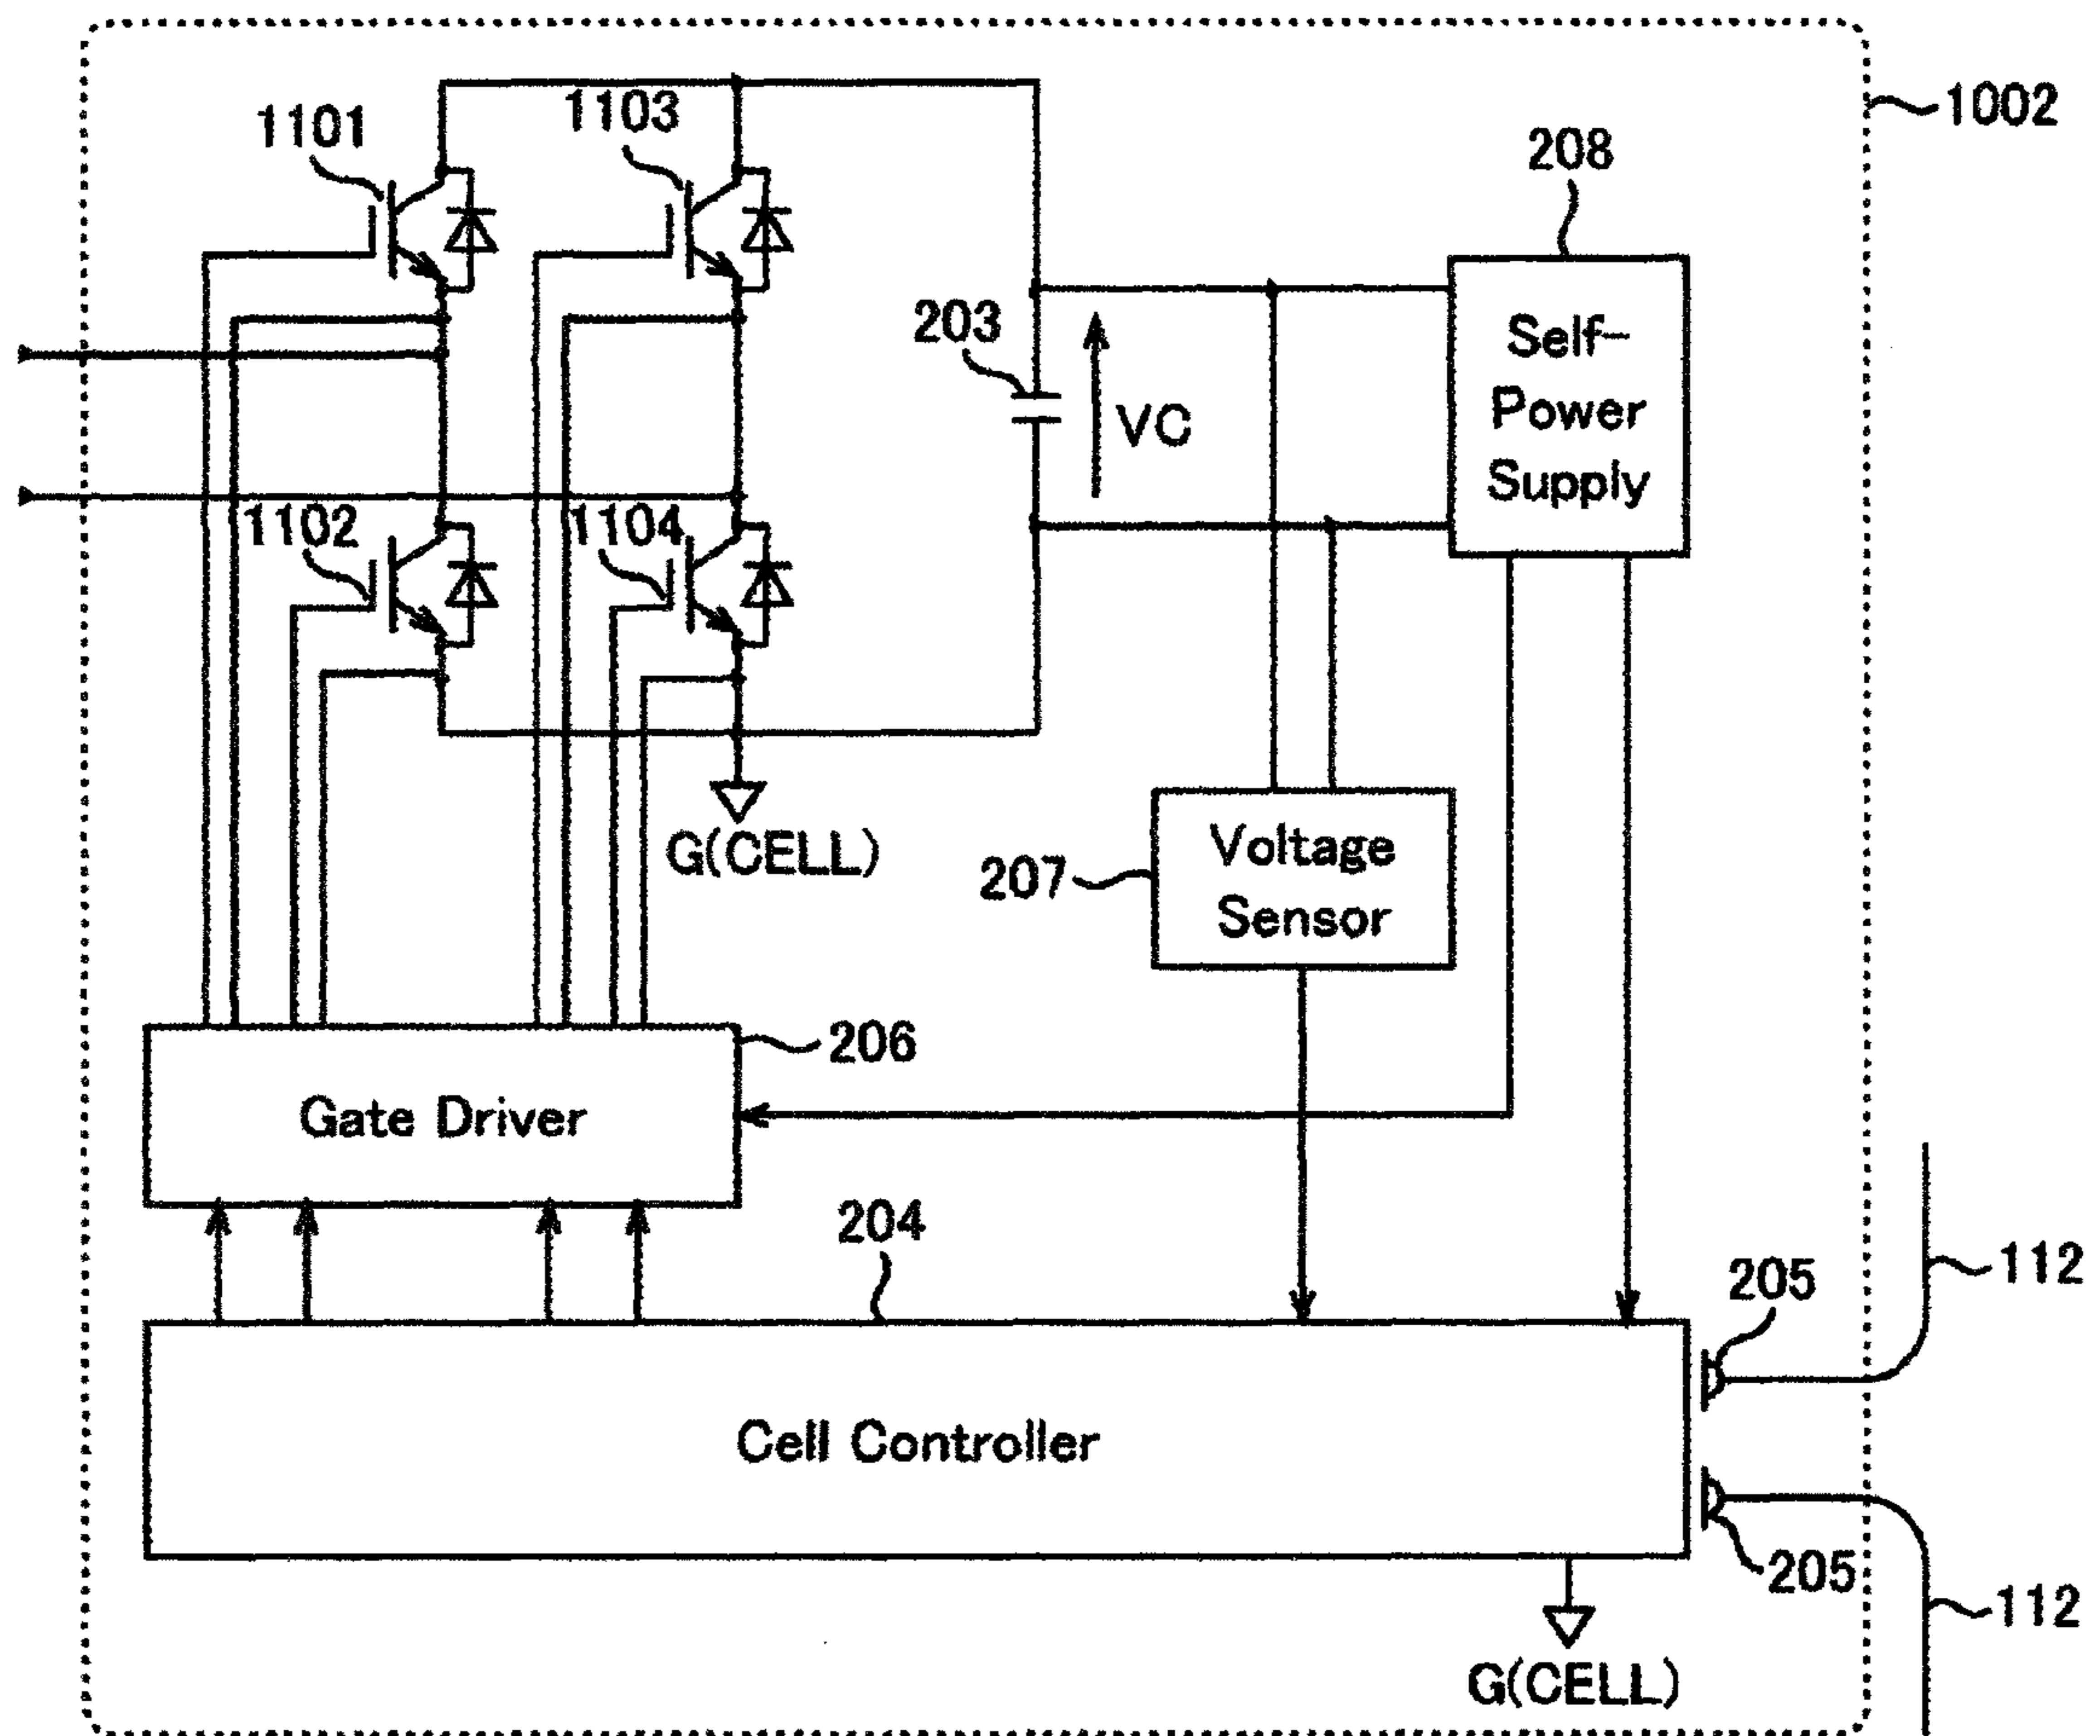 1101
1103
1002
208
203
VC
Self-
Power
Supply
1102
1104
G(CELL)
207
Voltage
Sensor
206
Gate Driver
204
205
112
Cell Controller
205
112
G(CELL)